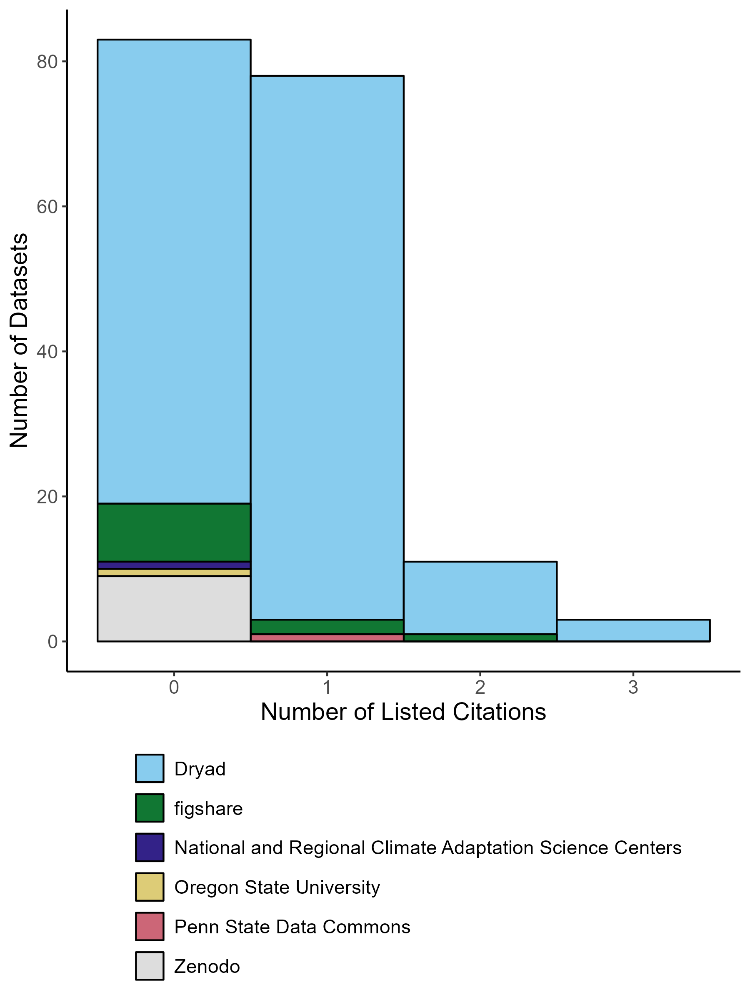 Number of Datasets
80
60
40
20
0
0 1 2 3
Number of Listed Citations
Dryad
figshare
National and Regional Climate Adaptation Science Centers
Oregon State University
Penn State Data Commons
Zenodo